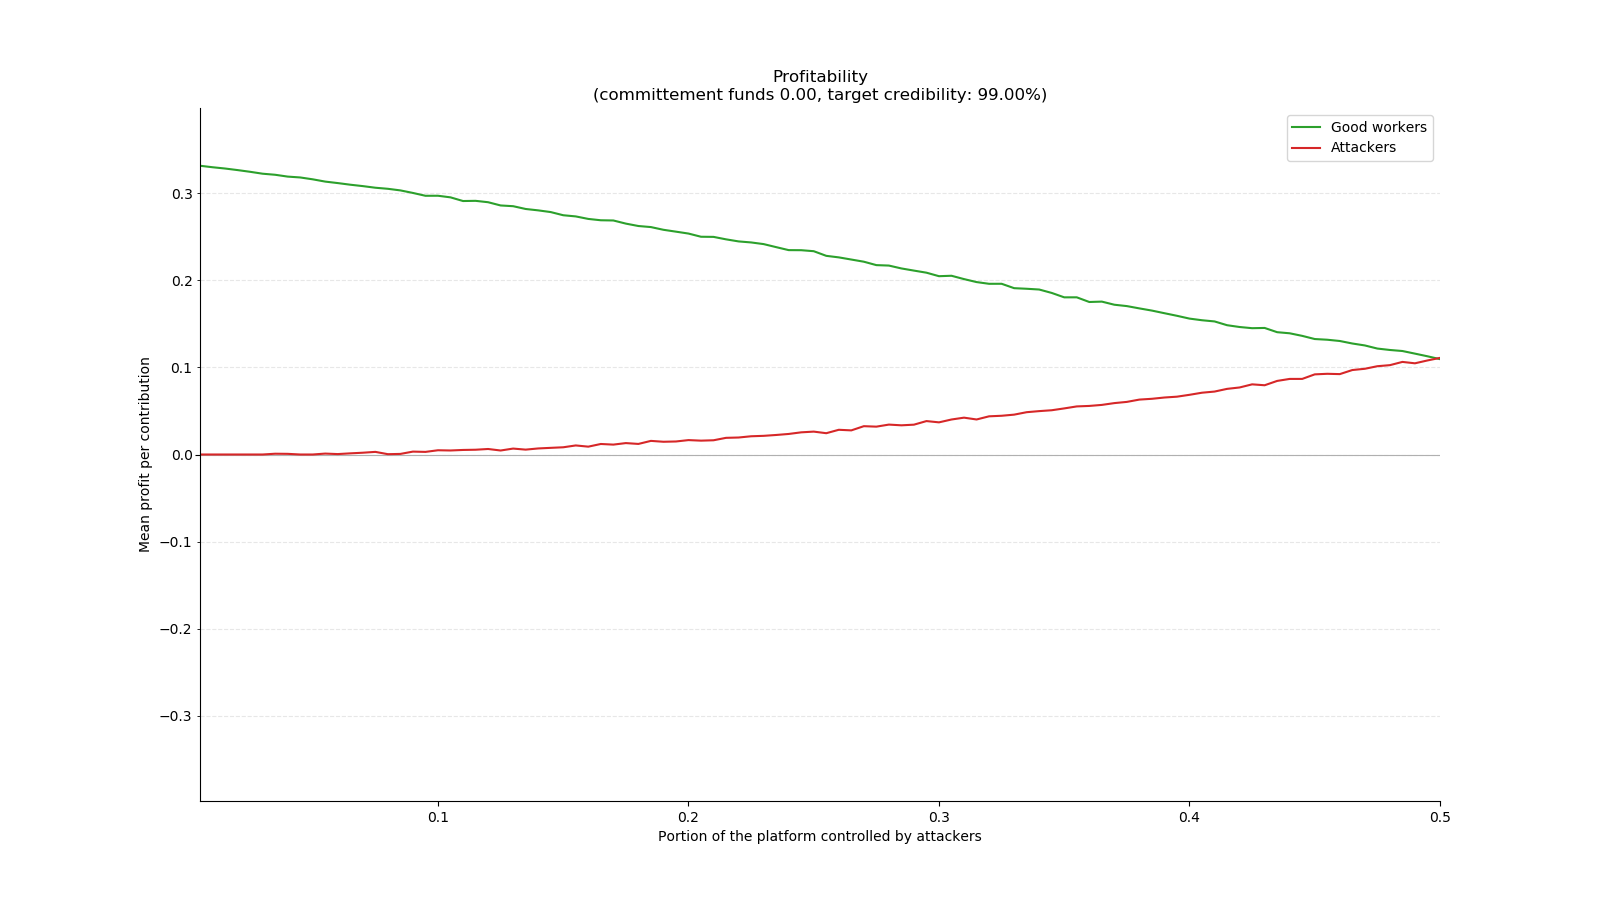 Profitability
(committement funds 0.00, target credibility: 99.00%)
Good workers
Attackers
Mean profit per contribution
0.3
0.2
0.1
0.0
−0.1
−0.2
−0.3
0.1
0.2
0.3
0.4
0.5
Portion of the platform controlled by attackers